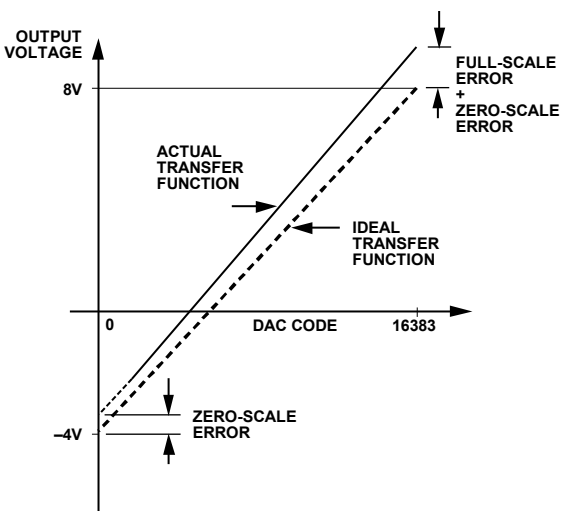 OUTPUT
VOLTAGE
8V
FULL-SCALE
ERROR
+
ZERO-SCALE
ERROR
ACTUAL
TRANSFER
FUNCTION
IDEAL
TRANSFER
FUNCTION
0
DAC CODE
16383
ZERO-SCALE
ERROR
–4V